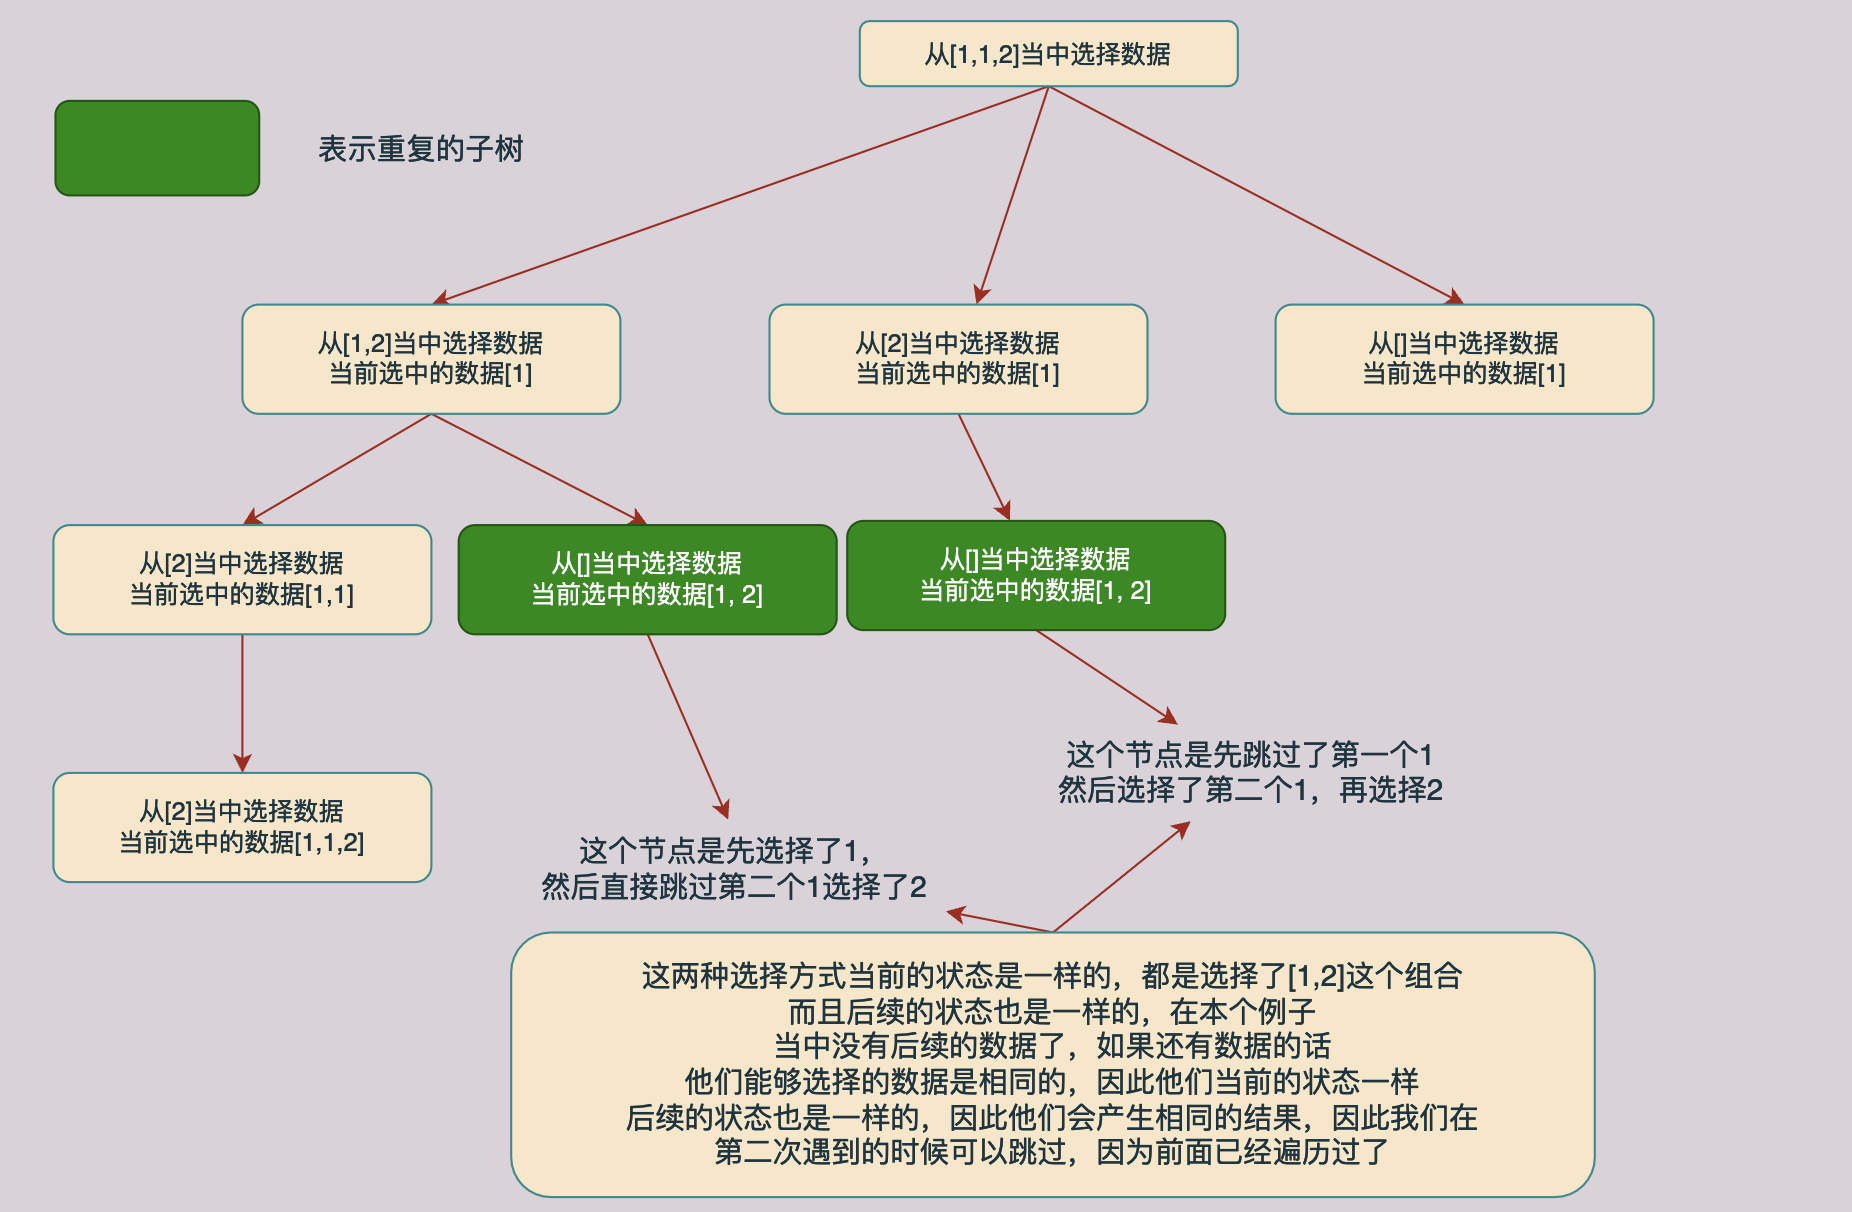 从[1,1,2]当中选择数据
表示重复的子树
从[1,2]当中选择数据
当前选中的数据[1]
从[2]当中选择数据
当前选中的数据[1]
从[]当中选择数据
当前选中的数据[1]
从[2]当中选择数据
当前选中的数据[1,1]
从[]当中选择数据
当前选中的数据[1, 2]
从[]当中选择数据
当前选中的数据[1, 2]
这个节点是先跳过了第一个1
然后选择了第二个1，再选择2
从[2]当中选择数据
当前选中的数据[1,1,2]
这个节点是先选择了1，
然后直接跳过第二个1选择了2
这两种选择方式当前的状态是一样的，都是选择了[1,2]这个组合
而且后续的状态也是一样的，在本个例子
当中没有后续的数据了，如果还有数据的话
他们能够选择的数据是相同的，因此他们当前的状态一样
后续的状态也是一样的，因此他们会产生相同的结果，因此我们在
第二次遇到的时候可以跳过，因为前面已经遍历过了